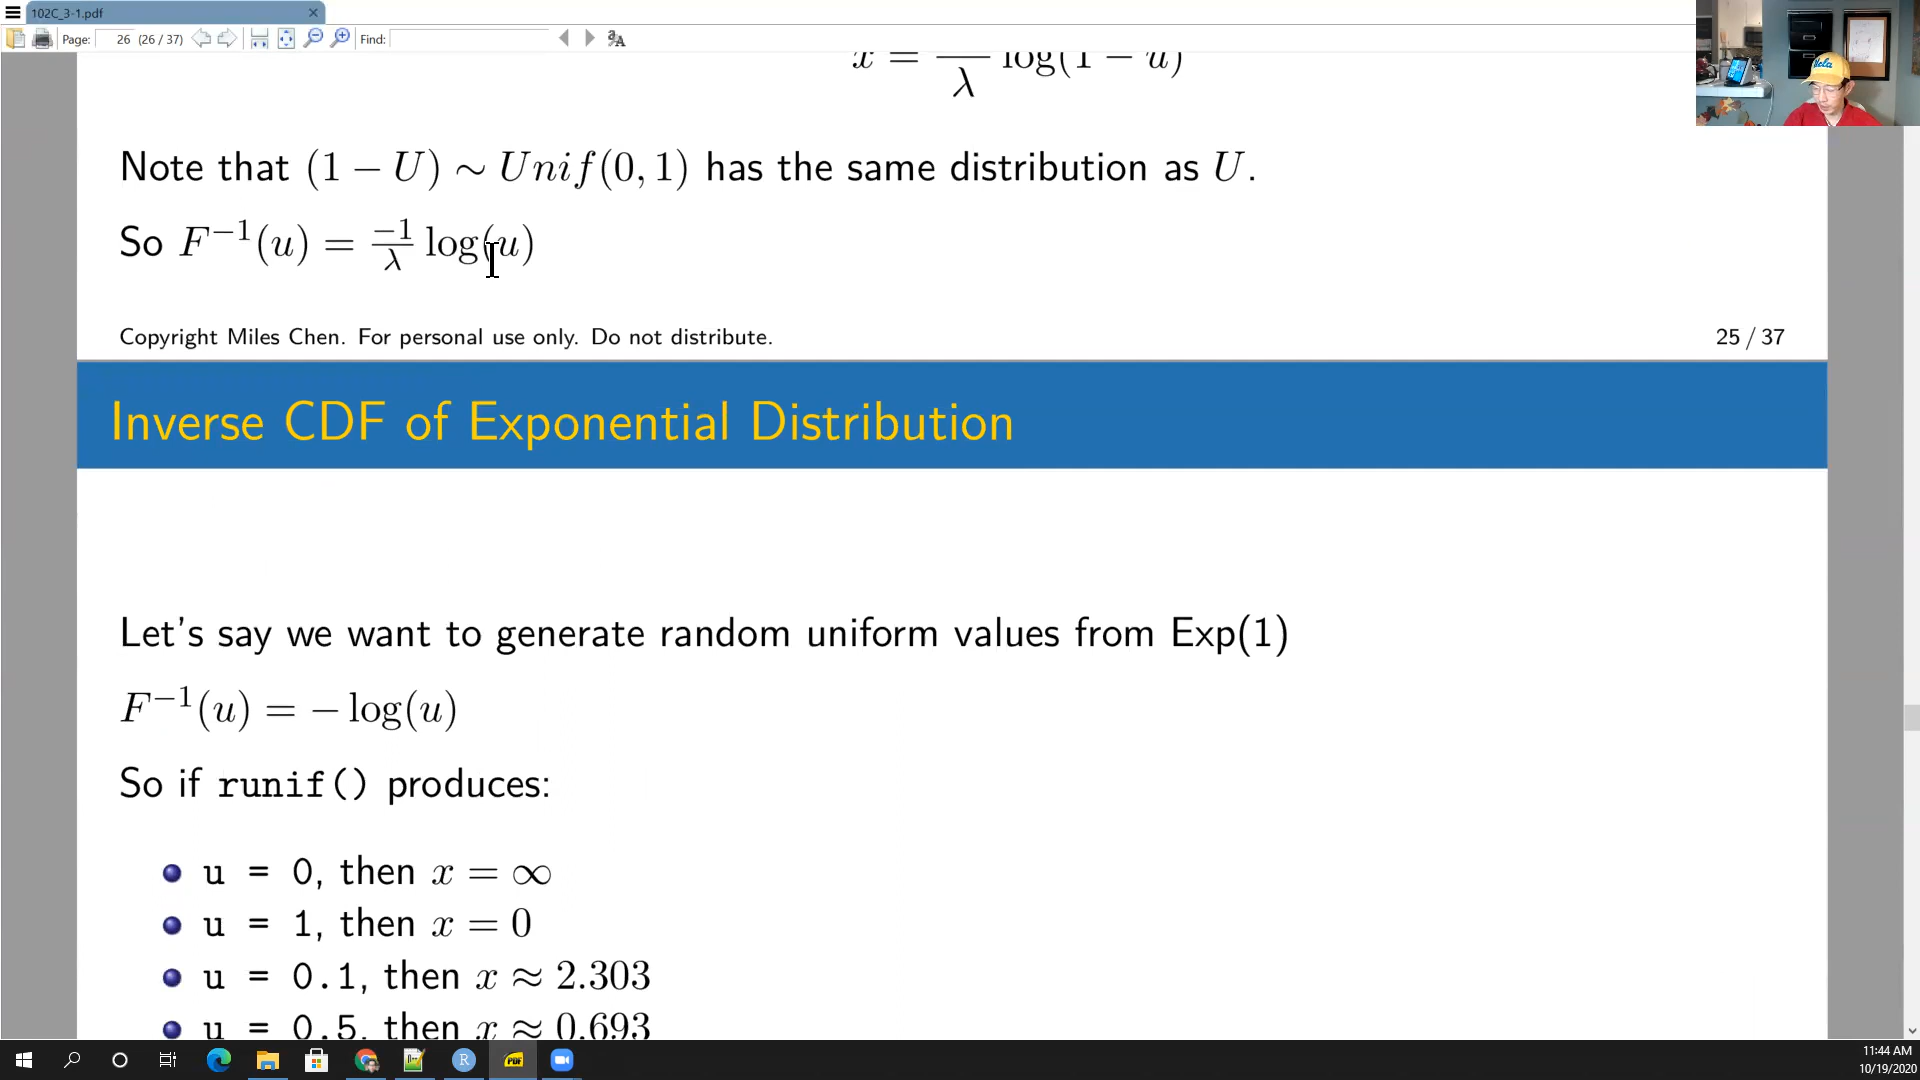 102C_3-1.pdf
Page: 26 (26 / 37) Find:
x = — λ log(1 − u)
Note that (1 − U) ∼ Unif(0, 1) has the same distribution as U.
So F⁻¹(u) = −1/λ log(u)
Copyright Miles Chen. For personal use only. Do not distribute. 25 / 37
Inverse CDF of Exponential Distribution
Let's say we want to generate random uniform values from Exp(1)
F⁻¹(u) = − log(u)
So if runif() produces:
u = 0, then x = ∞
u = 1, then x = 0
u = 0.1, then x ≈ 2.303
u = 0.5, then x ≈ 0.693
11:44 AM
10/19/2020